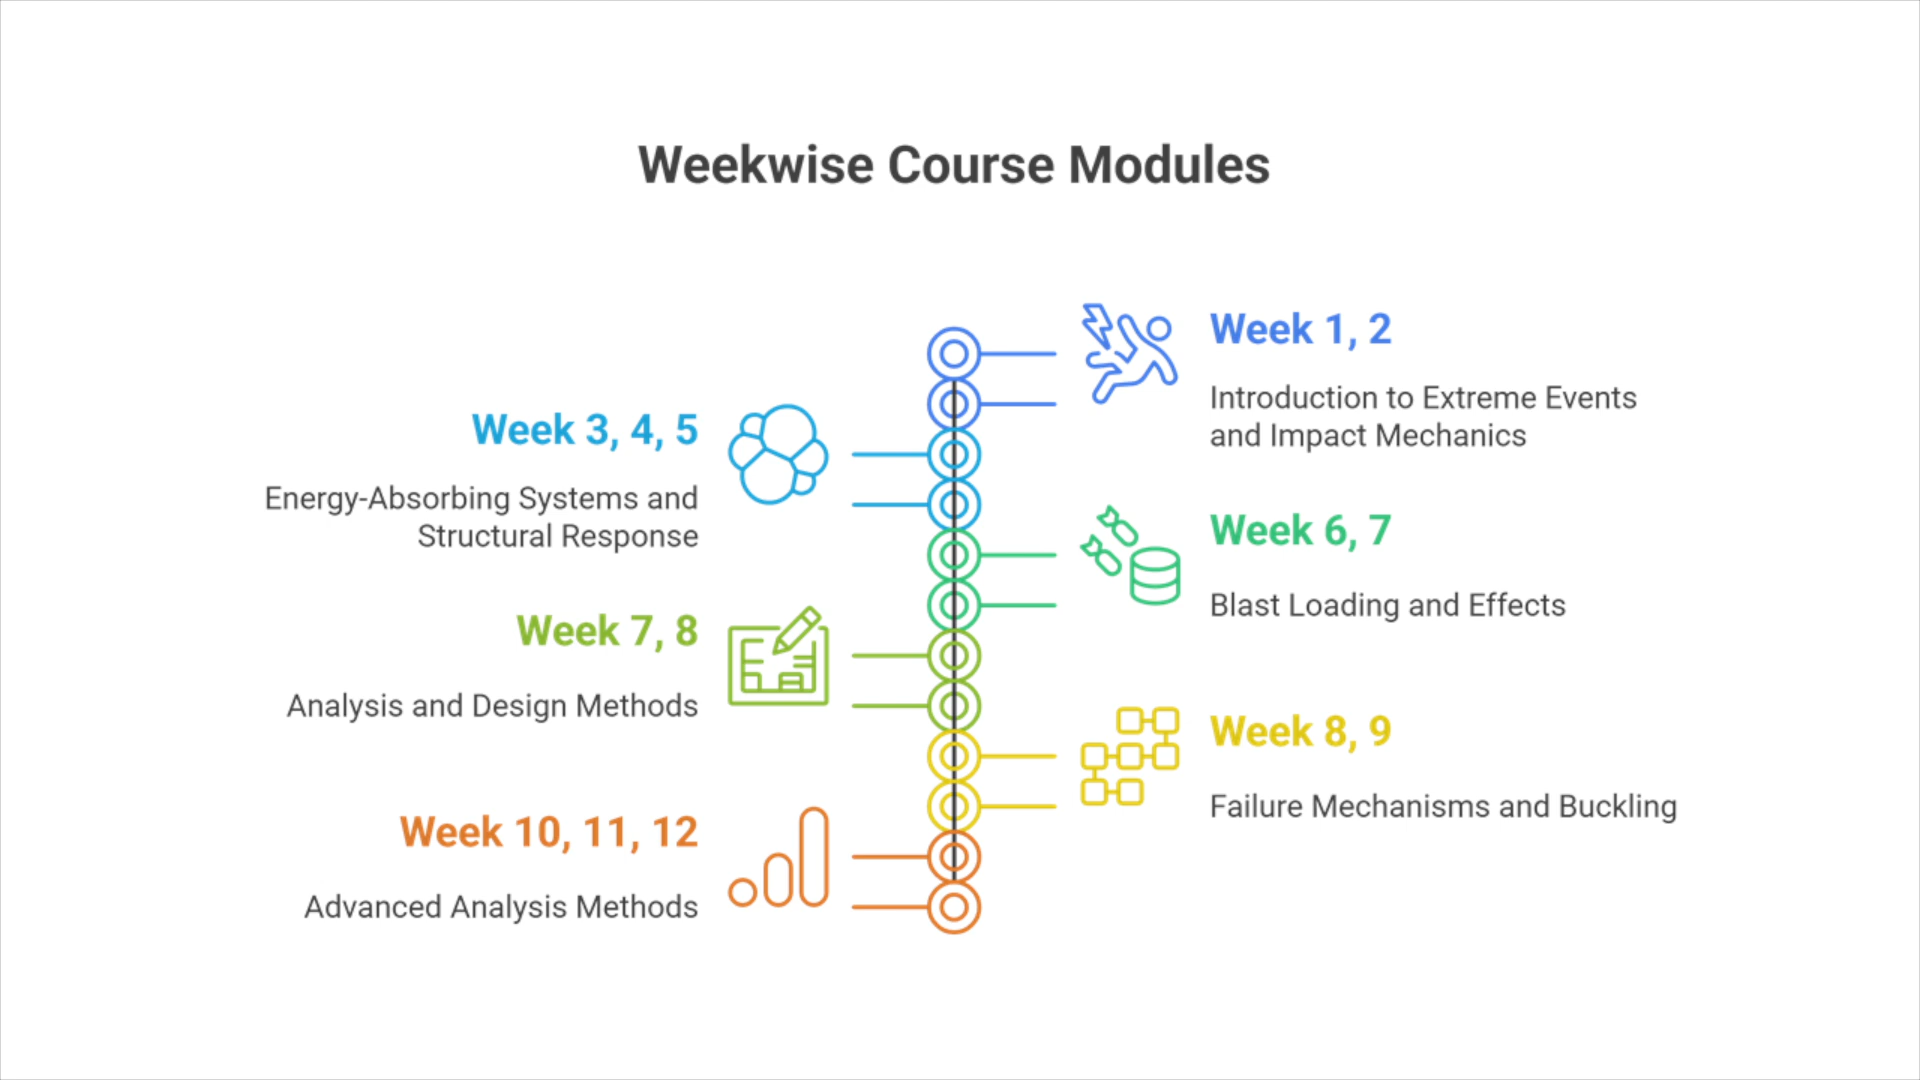 Weekwise Course Modules
Week 1, 2
Introduction to Extreme Events
and Impact Mechanics
Week 3, 4, 5
Energy-Absorbing Systems and
Structural Response
Week 6, 7
Blast Loading and Effects
Week 7, 8
Analysis and Design Methods
Week 8, 9
Failure Mechanisms and Buckling
Week 10, 11, 12
Advanced Analysis Methods